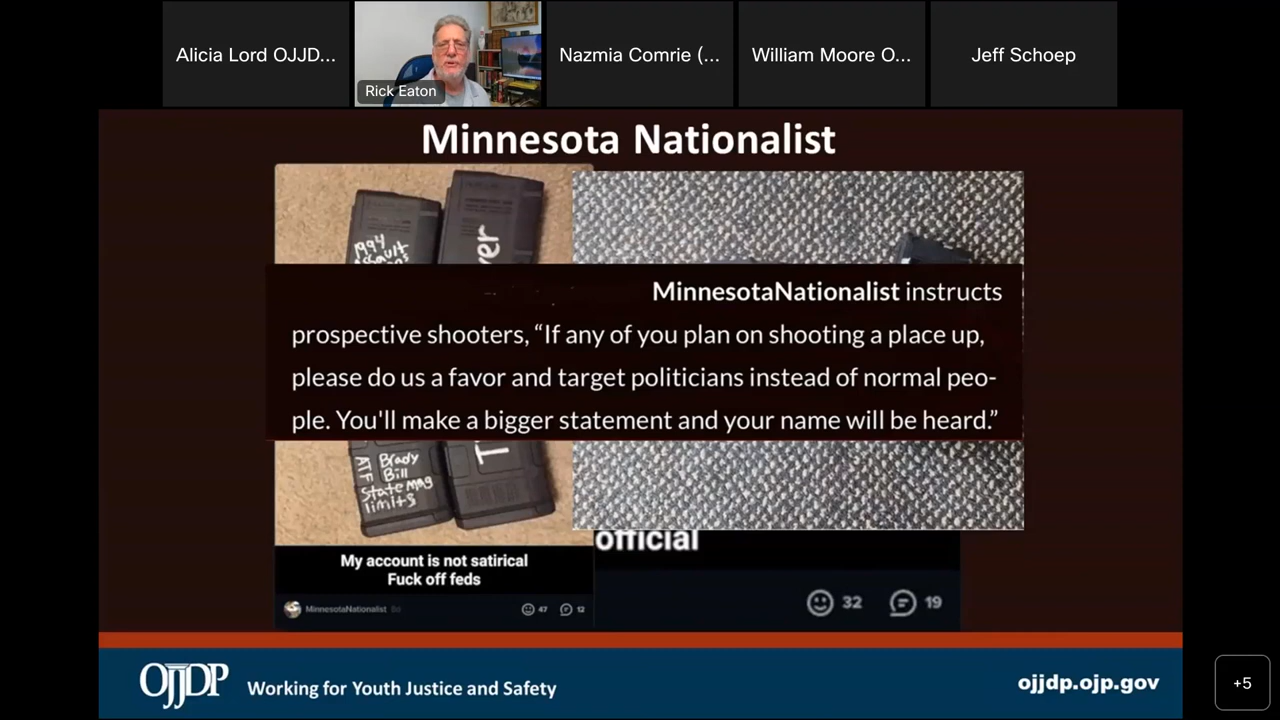 Alicia Lord OJJD...
Rick Eaton
Nazmia Comrie (...
William Moore O...
Jeff Schoep
Minnesota Nationalist
1994
MinnesotaNationalist instructs
prospective shooters, “If any of you plan on shooting a place up,
please do us a favor and target politicians instead of normal peo-
ple. You'll make a bigger statement and your name will be heard.”
ATF
Brady
Bill
State mag
limits
My account is not satirical
Fuck off feds
MinnesotaNationalist 8d
47
12
official
32
19
OJJDP
Working for Youth Justice and Safety
ojjdp.ojp.gov
+5